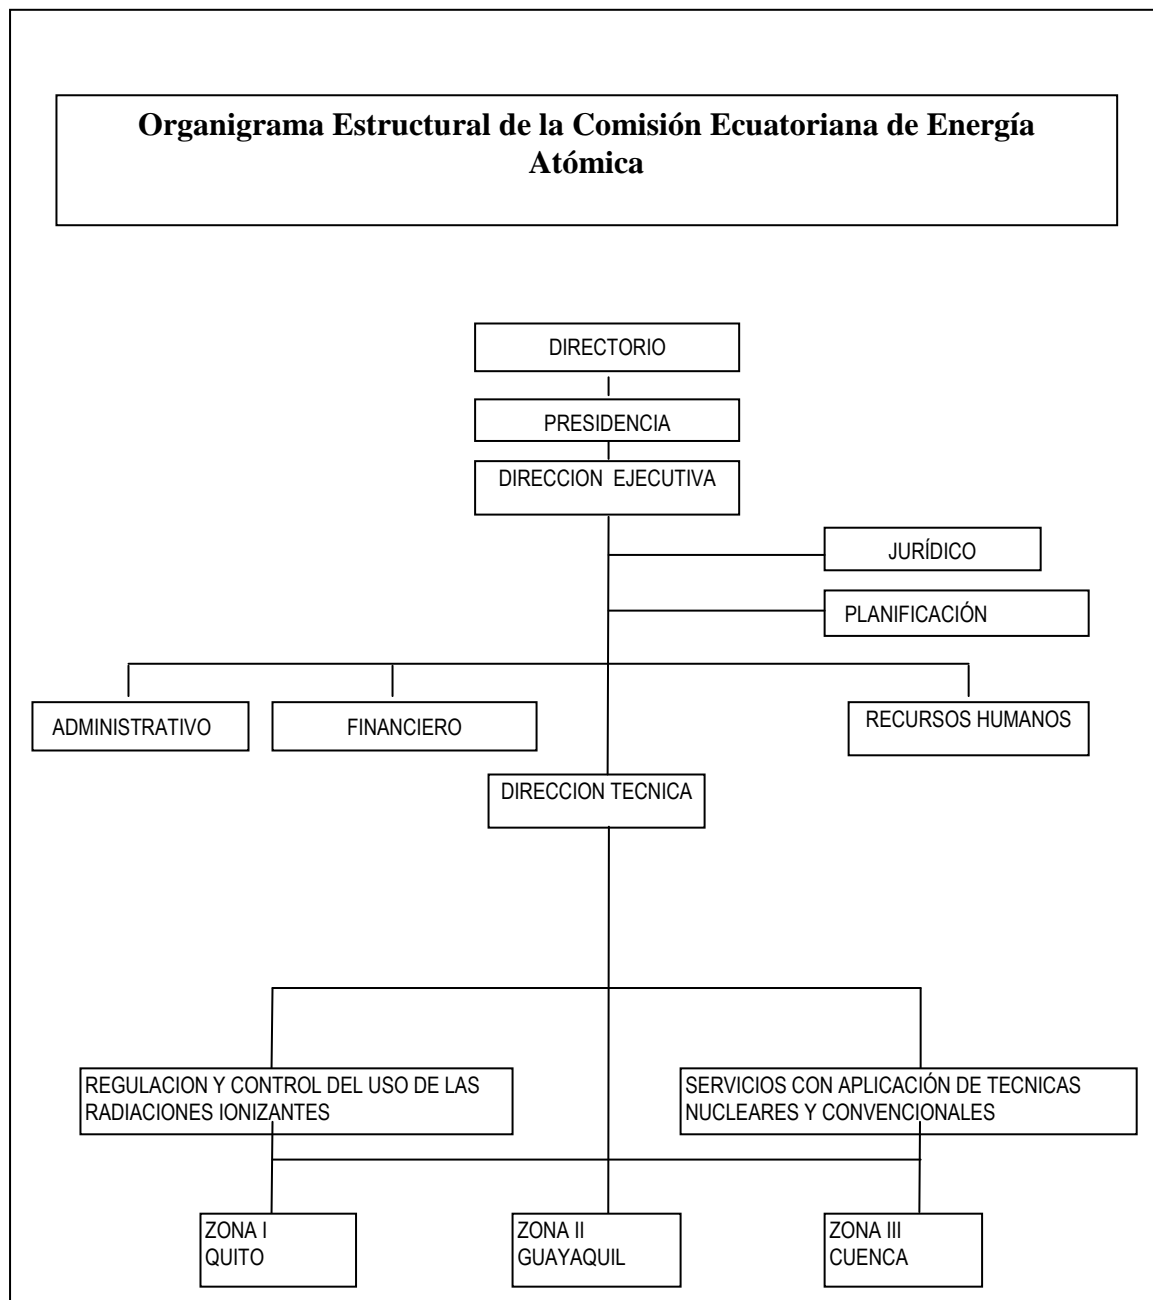 Organigrama Estructural de la Comisión Ecuatoriana de Energía
Atómica
DIRECTORIO
PRESIDENCIA
DIRECCION EJECUTIVA
JURÍDICO
PLANIFICACIÓN
ADMINISTRATIVO
FINANCIERO
RECURSOS HUMANOS
DIRECCION TECNICA
REGULACION Y CONTROL DEL USO DE LAS
RADIACIONES IONIZANTES
SERVICIOS CON APLICACIÓN DE TECNICAS
NUCLEARES Y CONVENCIONALES
ZONA I
QUITO
ZONA II
GUAYAQUIL
ZONA III
CUENCA